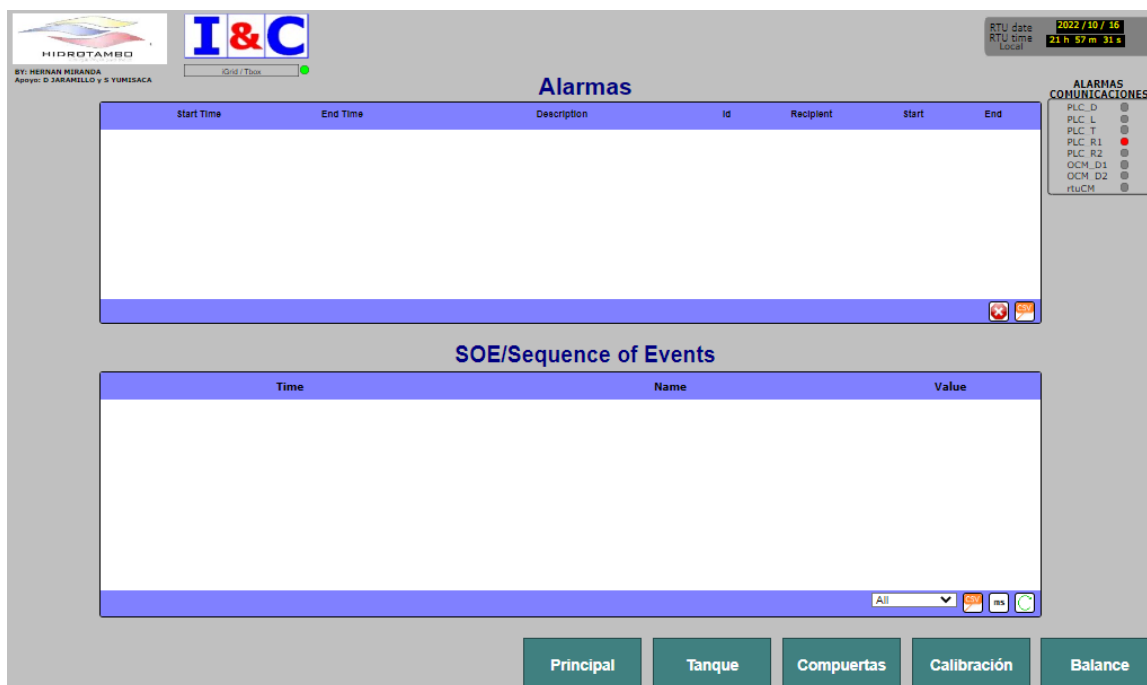 HIDROTAMBO
I&C
BY: HERNAN MIRANDA
Apoyo: D JARAMILLO y S YUMISACA
iGrid / Tbox
RTU date 2022 / 10 / 16
RTU time 21 h 57 m 31 s
Local
Alarmas
Start Time End Time Description Id Recipient Start End
CSV
ALARMAS
COMUNICACIONES
PLC_D
PLC_L
PLC_T
PLC_R1
PLC_R2
OCM_D1
OCM_D2
rtuCM
SOE/Sequence of Events
Time Name Value
All CSV ms
Principal Tanque Compuertas Calibración Balance